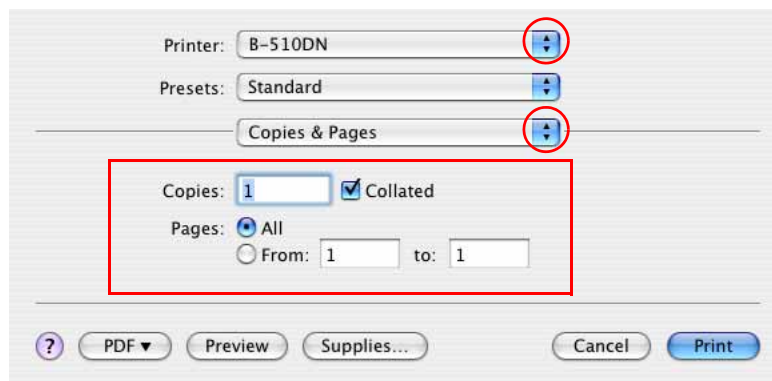 Printer: B-510DN
Presets: Standard
Copies & Pages
Copies: 1 Collated
Pages: All
From: 1 to: 1
? PDF▼ Preview Supplies... Cancel Print